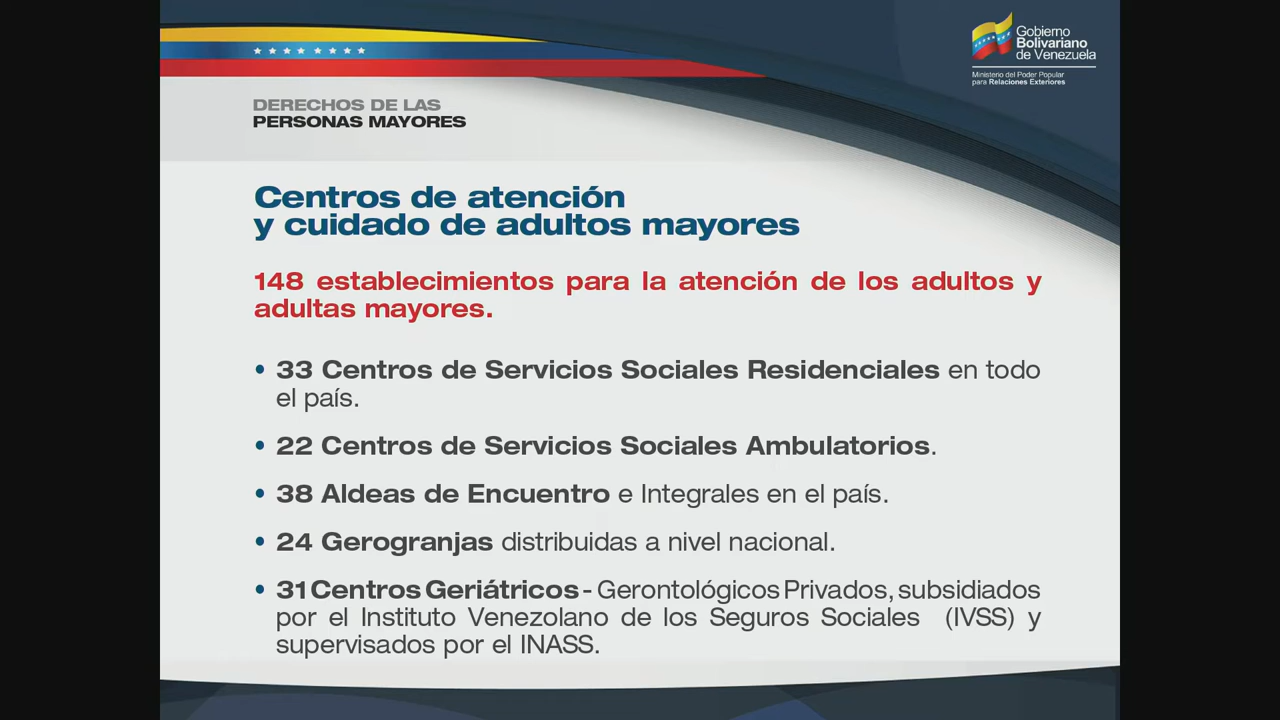 Gobierno
Bolivariano
de Venezuela
Ministerio del Poder Popular
para Relaciones Exteriores
DERECHOS DE LAS
PERSONAS MAYORES
Centros de atención
y cuidado de adultos mayores
148 establecimientos para la atención de los adultos y
adultas mayores.
• 33 Centros de Servicios Sociales Residenciales en todo
el país.
• 22 Centros de Servicios Sociales Ambulatorios.
• 38 Aldeas de Encuentro e Integrales en el país.
• 24 Gerogranjas distribuidas a nivel nacional.
• 31 Centros Geriátricos - Gerontológicos Privados, subsidiados
por el Instituto Venezolano de los Seguros Sociales (IVSS) y
supervisados por el INASS.